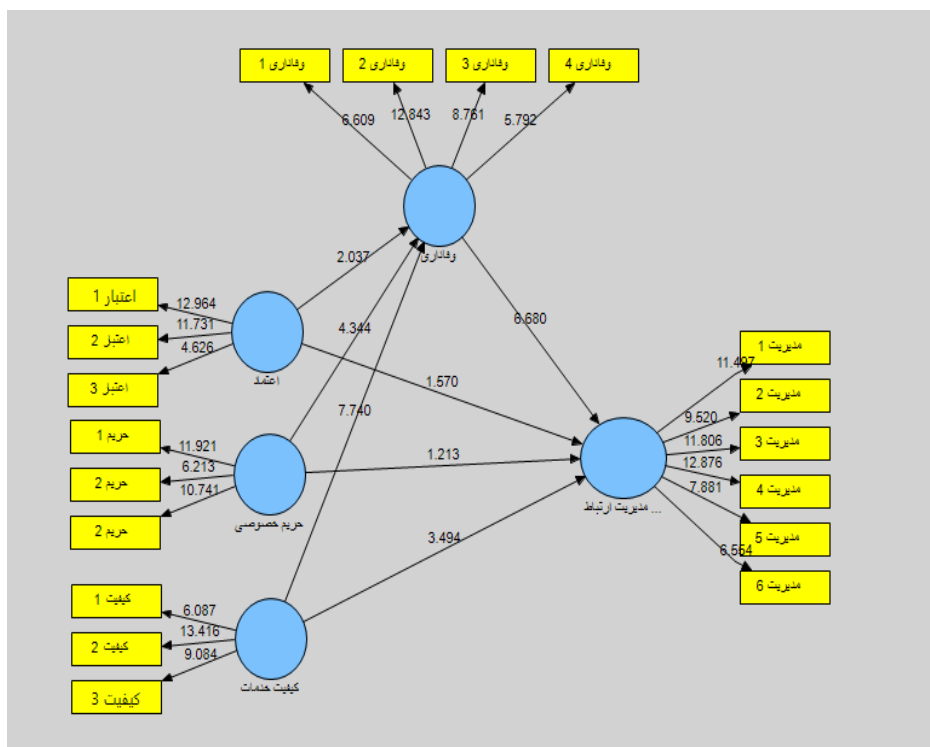 وفاداری 1
وفاداری 2
وفاداری 3
وفاداری 4
6.609
12.843
8.761
5.792
وفاداری
2.037
4.344
7.740
6.680
اعتبار 1
اعتبز 2
اعتبز 3
12.964
11.731
4.626
اعتماد
1.570
حریم 1
حریم 2
حریم 2
11.921
6.213
10.741
حریم خصوصی
1.213
کیفیت 1
کیفیت 2
کیفیت 3
6.087
13.416
9.084
کیفیت خدمات
3.494
مدیریت ارتباط ...
11.497
9.520
11.806
12.876
7.881
6.554
مدیریت 1
مدیریت 2
مدیریت 3
مدیریت 4
مدیریت 5
مدیریت 6